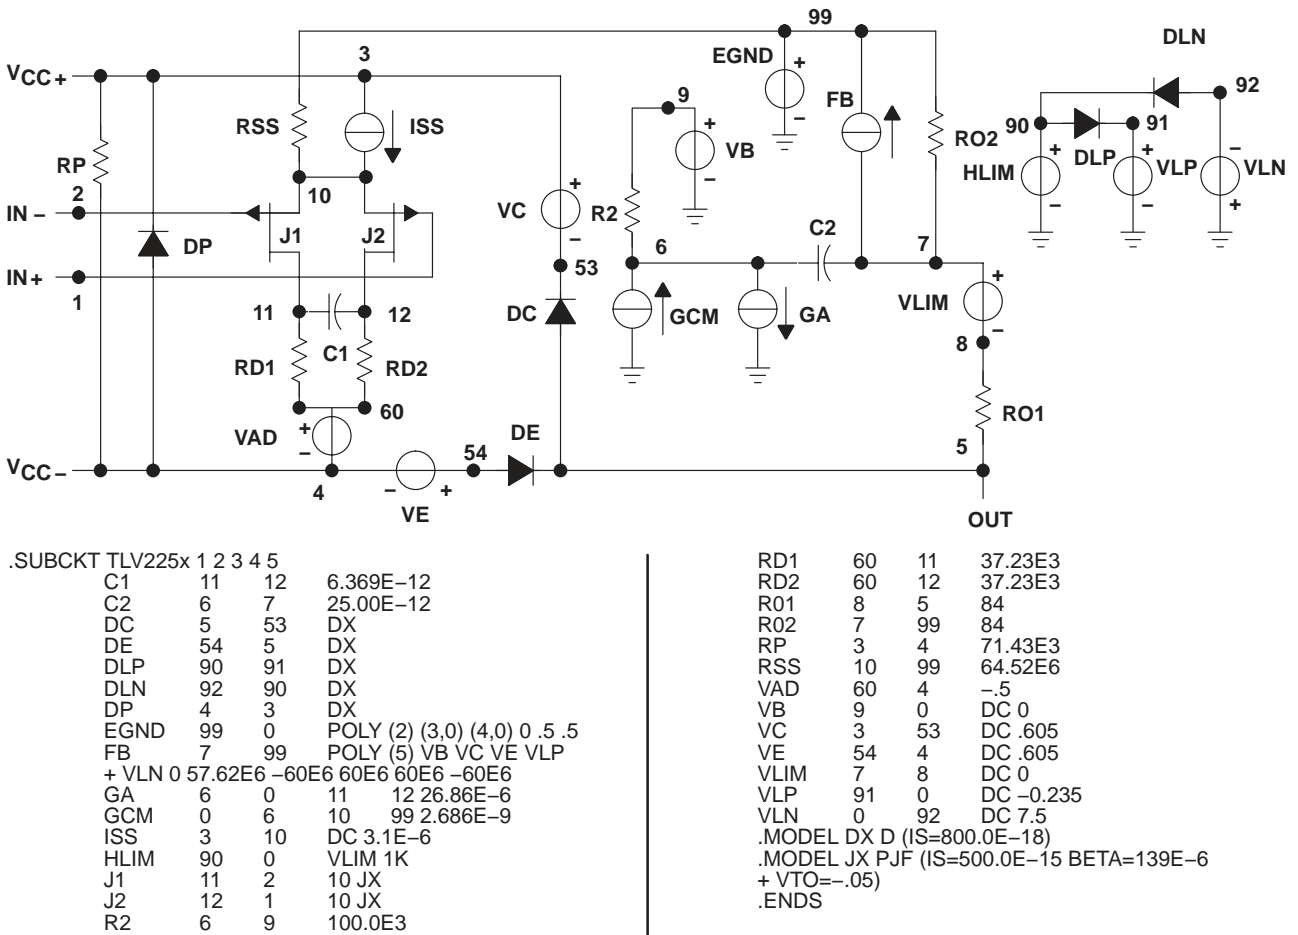 99
DLN
3
EGND
+
VCC+
9
FB
92
RSS
ISS
+
VB
–
RO2
90
91
RP
DLP
+
–
+
–
HLIM
VLP
VLN
–
+
2
10
VC
+
–
R2
C2
IN –
J1
J2
6
7
DP
53
IN+
1
+
VLIM
–
11
12
DC
GCM
GA
C1
8
RD1
RD2
60
RO1
VAD
+
–
DE
54
5
VCC–
4
–
+
VE
OUT
.SUBCKT TLV225x 1 2 3 4 5
C1 11 12 6.369E–12
C2 6 7 25.00E–12
DC 5 53 DX
DE 54 5 DX
DLP 90 91 DX
DLN 92 90 DX
DP 4 3 DX
EGND 99 0 POLY (2) (3,0) (4,0) 0 .5 .5
FB 7 99 POLY (5) VB VC VE VLP
+ VLN 0 57.62E6 –60E6 60E6 60E6 –60E6
GA 6 0 11 12 26.86E–6
GCM 0 6 10 99 2.686E–9
ISS 3 10 DC 3.1E–6
HLIM 90 0 VLIM 1K
J1 11 2 10 JX
J2 12 1 10 JX
R2 6 9 100.0E3
RD1 60 11 37.23E3
RD2 60 12 37.23E3
R01 8 5 84
R02 7 99 84
RP 3 4 71.43E3
RSS 10 99 64.52E6
VAD 60 4 –.5
VB 9 0 DC 0
VC 3 53 DC .605
VE 54 4 DC .605
VLIM 7 8 DC 0
VLP 91 0 DC –0.235
VLN 0 92 DC 7.5
.MODEL DX D (IS=800.0E–18)
.MODEL JX PJF (IS=500.0E–15 BETA=139E–6
+ VTO=–.05)
.ENDS